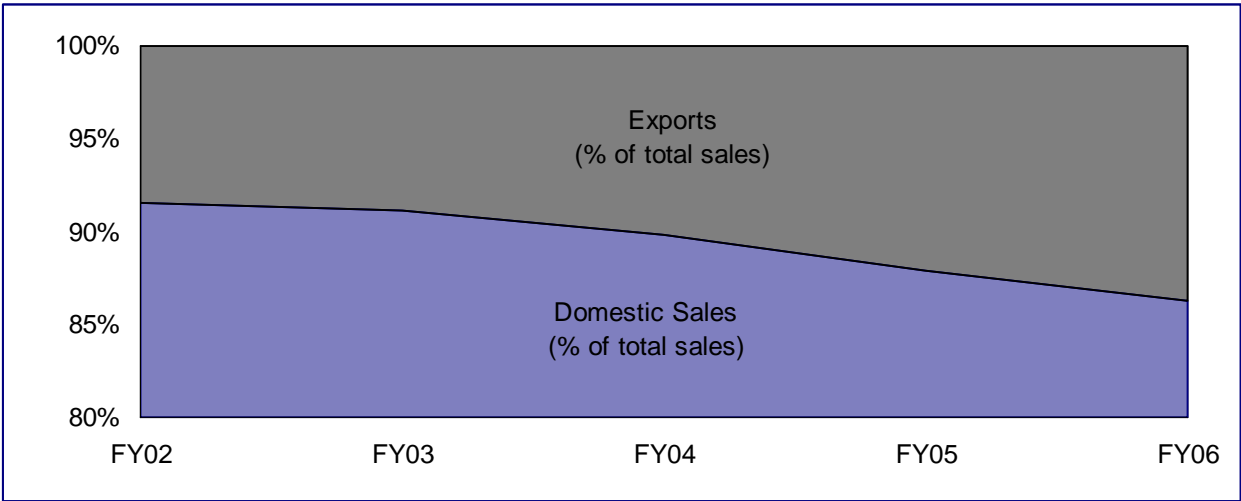 100%
95%
90%
85%
80%
Exports
(% of total sales)
Domestic Sales
(% of total sales)
FY02 FY03 FY04 FY05 FY06